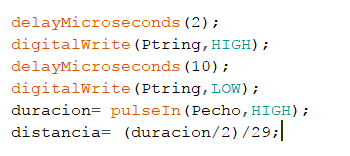 delayMicroseconds(2);
digitalWrite(Ptring,HIGH);
delayMicroseconds(10);
digitalWrite(Ptring,LOW);
duracion= pulseIn(Pecho,HIGH);
distancia= (duracion/2)/29;